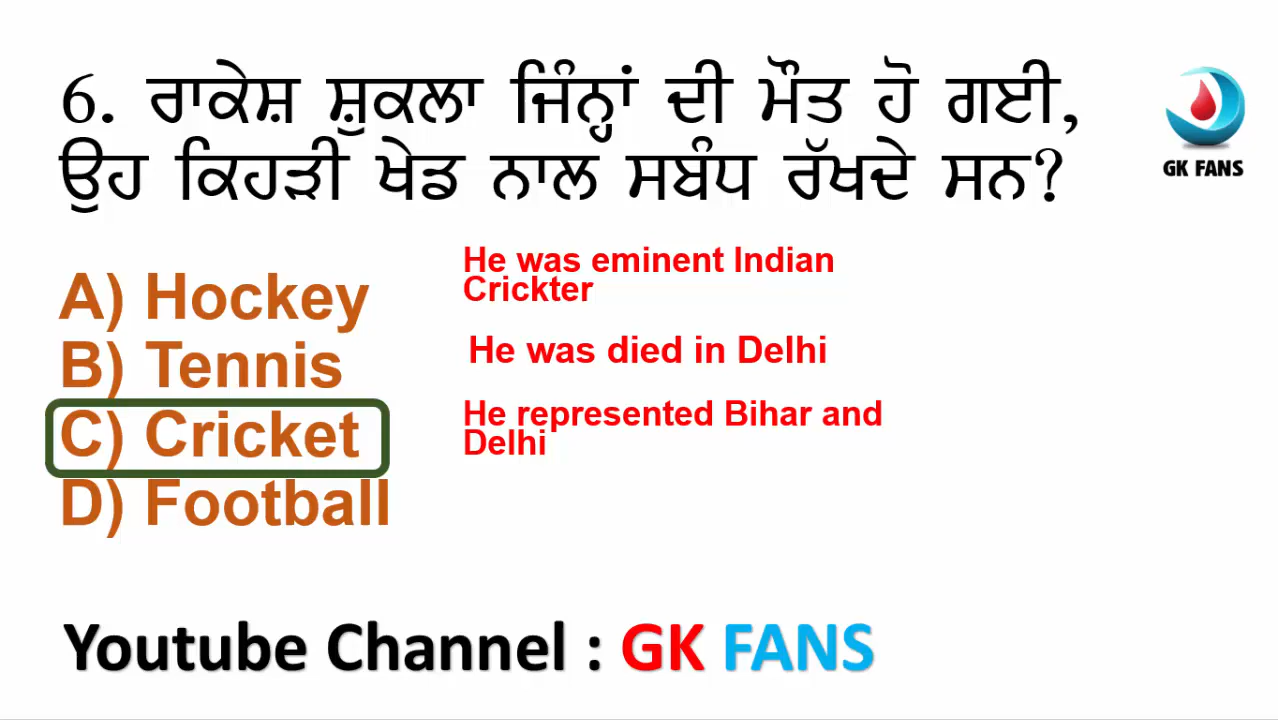 6. ਰਾਕੇਸ਼ ਸ਼ੁਕਲਾ ਜਿੰਨ੍ਹਾਂ ਦੀ ਮੌਤ ਹੋ ਗਈ,
ਉਹ ਕਿਹੜੀ ਖੇਡ ਨਾਲ ਸਬੰਧ ਰੱਖਦੇ ਸਨ?
GK FANS
A) Hockey
B) Tennis
C) Cricket
D) Football
He was eminent Indian
Crickter
He was died in Delhi
He represented Bihar and
Delhi
Youtube Channel : GK FANS